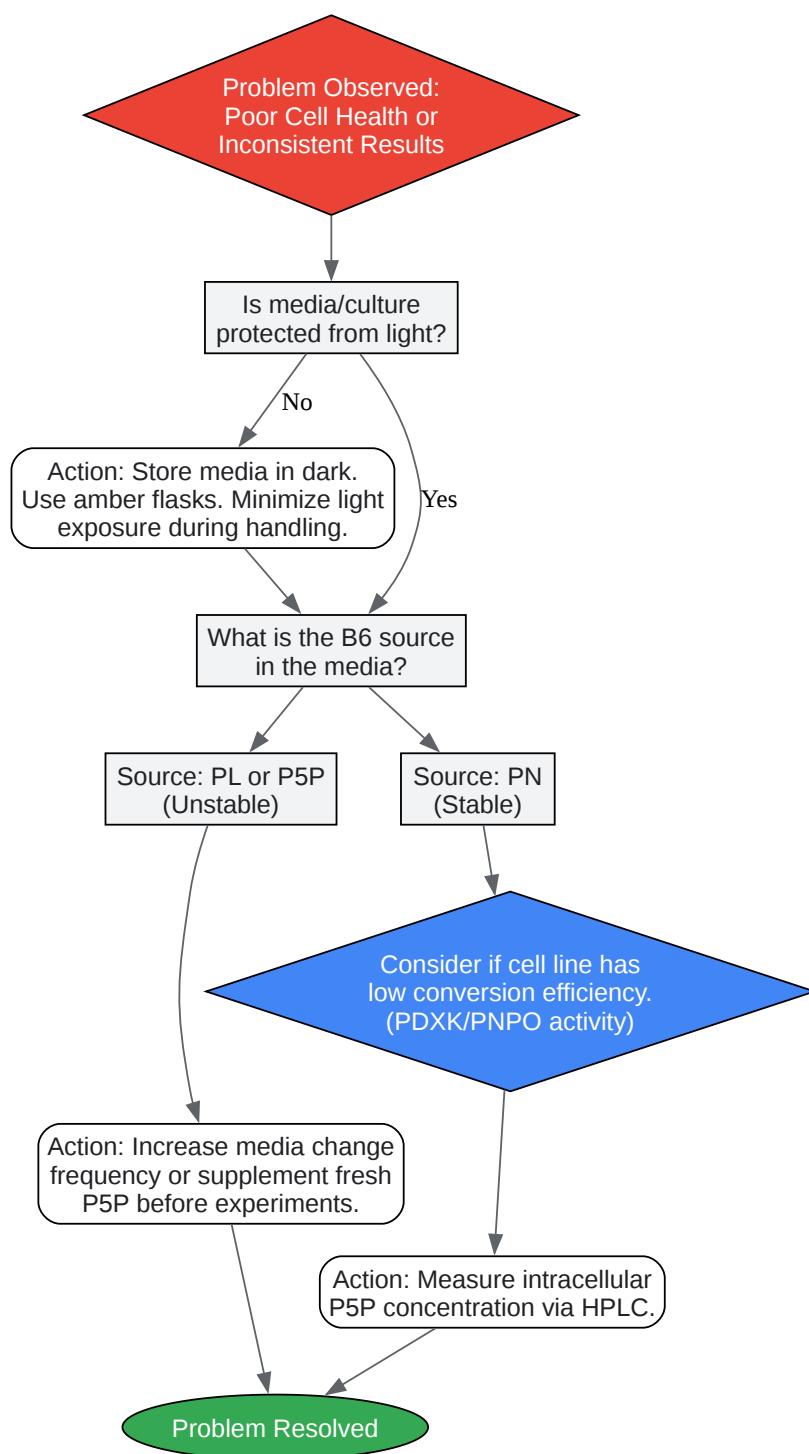 Problem Observed:
Poor Cell Health or
Inconsistent Results
Is media/culture
protected from light?
No
Action: Store media in dark.
Use amber flasks. Minimize light
exposure during handling.
Yes
What is the B6 source
in the media?
Source: PL or P5P
(Unstable)
Source: PN
(Stable)
Consider if cell line has
low conversion efficiency.
(PDXK/PNPO activity)
Action: Increase media change
frequency or supplement fresh
P5P before experiments.
Action: Measure intracellular
P5P concentration via HPLC.
Problem Resolved